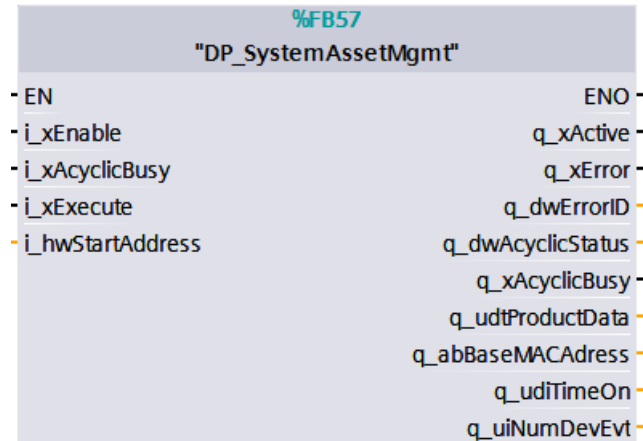 %FB57
"DP_SystemAssetMgmt"
EN ENO
i_xEnable q_xActive
i_xAcyclicBusy q_xError
i_xExecute q_dwErrorID
i_hwStartAddress q_dwAcyclicStatus
q_xAcyclicBusy
q_udtProductData
q_abBaseMACAdress
q_udiTimeOn
q_uiNumDevEvt